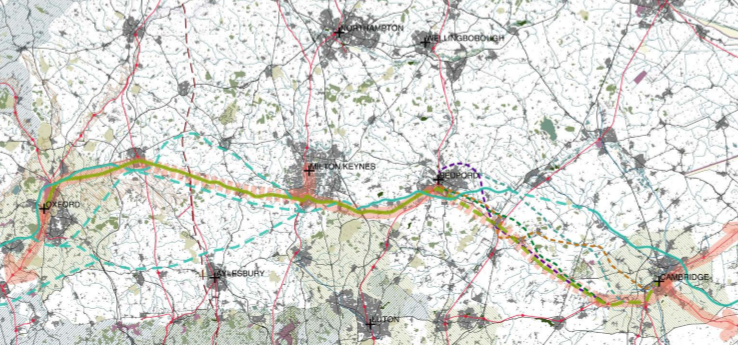 NORTHAMPTON
WELLINGBOROUGH
MILTON KEYNES
BEDFORD
OXFORD
AYLESBURY
CAMBRIDGE
LUTON